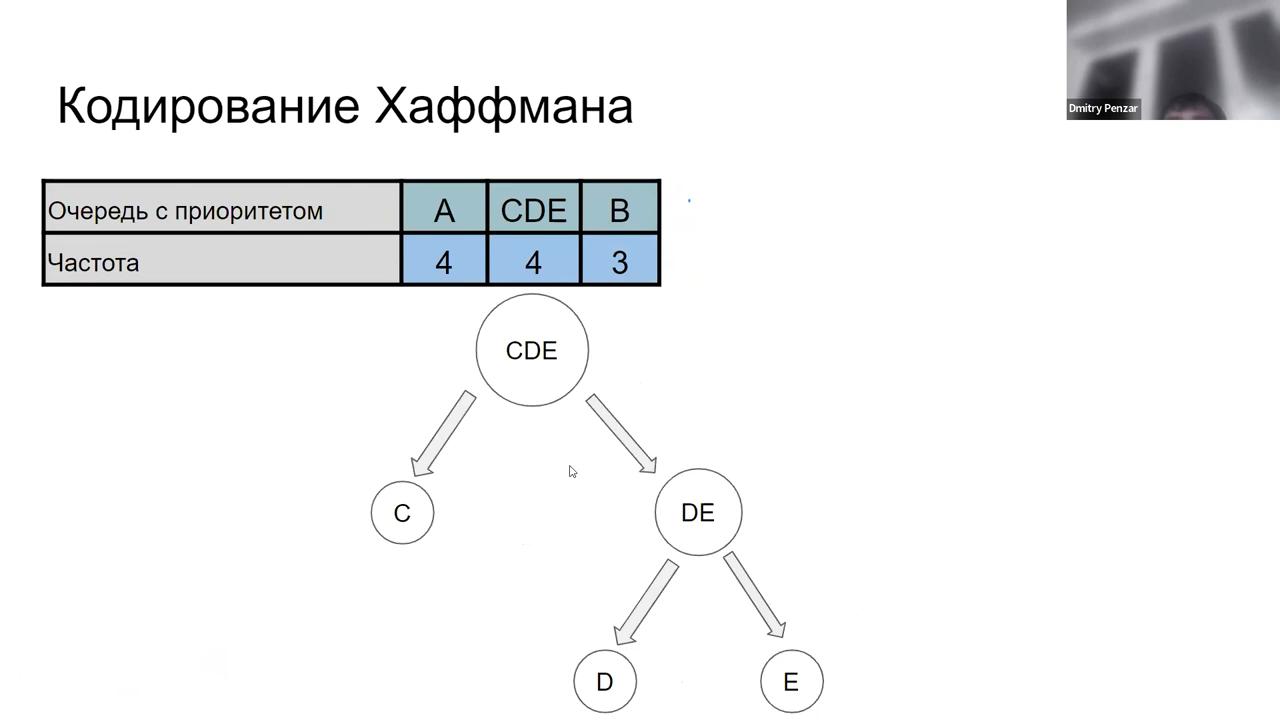 Dmitry Penzar
Кодирование Хаффмана
Очередь с приоритетом A CDE B
Частота 4 4 3
CDE
C DE
D E